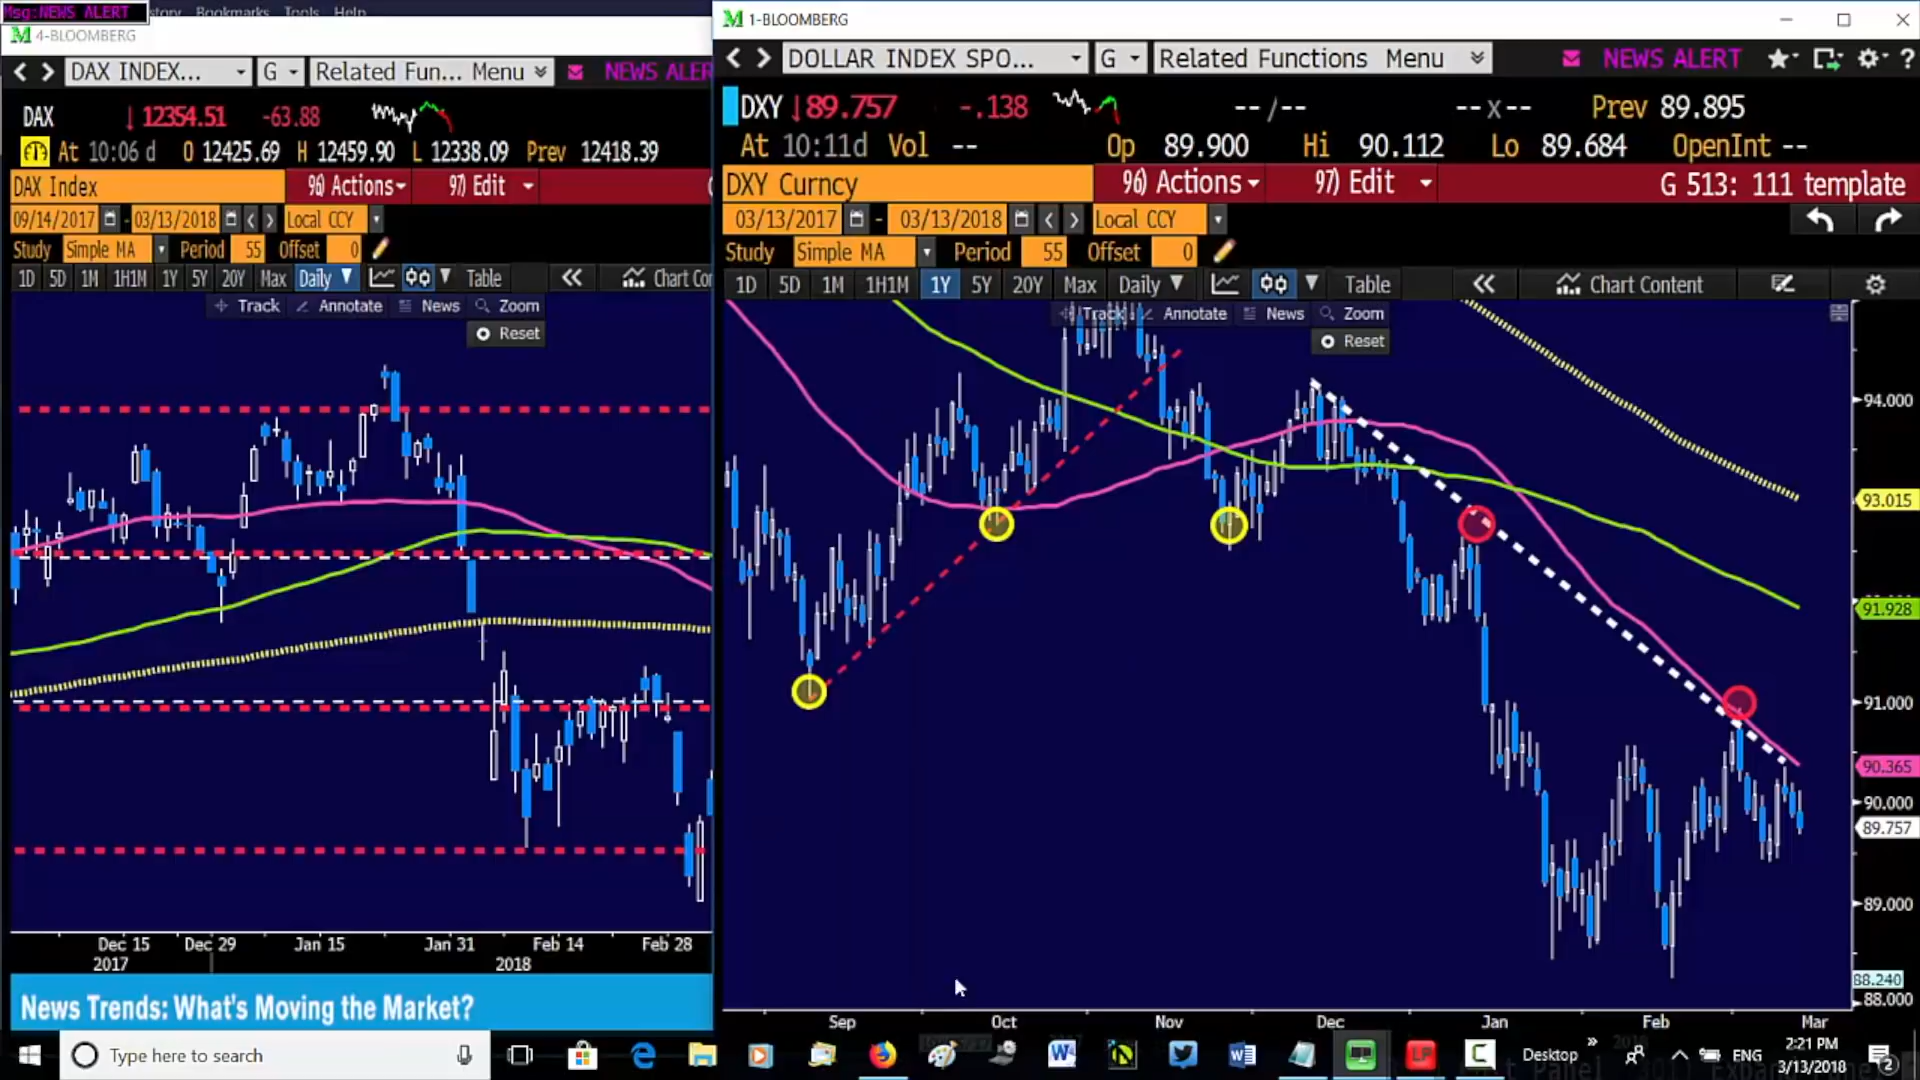 Msg:NEWS ALERT
story Bookmarks Tools Help
4-BLOOMBERG
DAX INDEX... G Related Fun... Menu NEWS ALER
DAX ↓12354.51 -63.88
At 10:06 d O 12425.69 H 12459.90 L 12338.09 Prev 12418.39
DAX Index 96) Actions 97) Edit
09/14/2017 - 03/13/2018 Local CCY
Study Simple MA Period 55 Offset 0
1D 5D 1M 1H1M 1Y 5Y 20Y Max Daily ▼ Table « Chart Co
Track Annotate News Zoom
Reset
Dec 15 Dec 29 Jan 15 Jan 31 Feb 14 Feb 28
2017 2018
News Trends: What's Moving the Market?
1-BLOOMBERG
DOLLAR INDEX SPO... G Related Functions Menu NEWS ALERT ?
DXY ↓89.757 -.138 --/-- --x-- Prev 89.895
At 10:11d Vol -- Op 89.900 Hi 90.112 Lo 89.684 OpenInt --
DXY Curncy 96) Actions 97) Edit G 513: 111 template
03/13/2017 - 03/13/2018 Local CCY
Study Simple MA Period 55 Offset 0
1D 5D 1M 1H1M 1Y 5Y 20Y Max Daily ▼ Table « Chart Content
Track Annotate News Zoom
Reset
94.000
93.015
91.928
91.000
90.365
90.000
89.757
89.000
88.240
88.000
Sep Oct Nov Dec Jan Feb Mar
Type here to search
Desktop » ENG
2:21 PM
3/13/2018
2